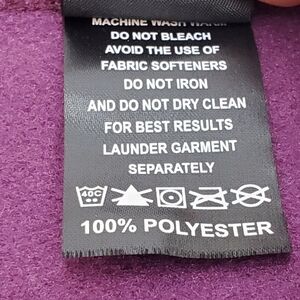 MACHINE WASH WARM
DO NOT BLEACH
AVOID THE USE OF
FABRIC SOFTENERS
DO NOT IRON
AND DO NOT DRY CLEAN
FOR BEST RESULTS
LAUNDER GARMENT
SEPARATELY
40C
100% POLYESTER